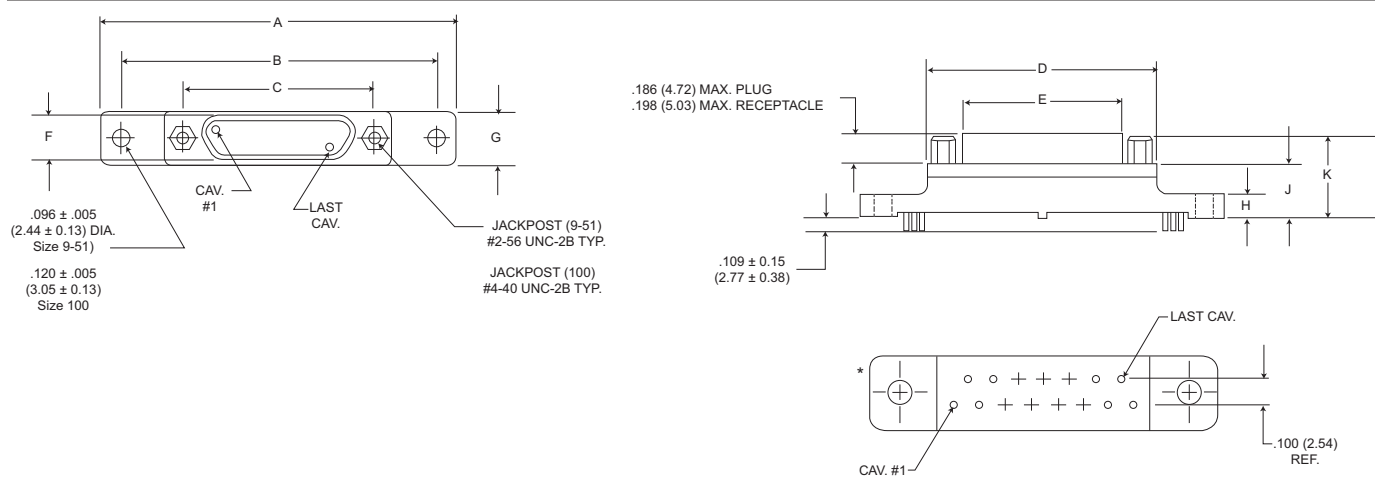 A
B
C
F
G
CAV.
#1
LAST
CAV.
.096 ± .005
(2.44 ± 0.13) DIA.
Size 9-51)
.120 ± .005
(3.05 ± 0.13)
Size 100
JACKPOST (9-51)
#2-56 UNC-2B TYP.
JACKPOST (100)
#4-40 UNC-2B TYP.
.186 (4.72) MAX. PLUG
.198 (5.03) MAX. RECEPTACLE
D
E
H
J
K
.109 ± 0.15
(2.77 ± 0.38)
LAST CAV.
*
CAV. #1
.100 (2.54)
REF.